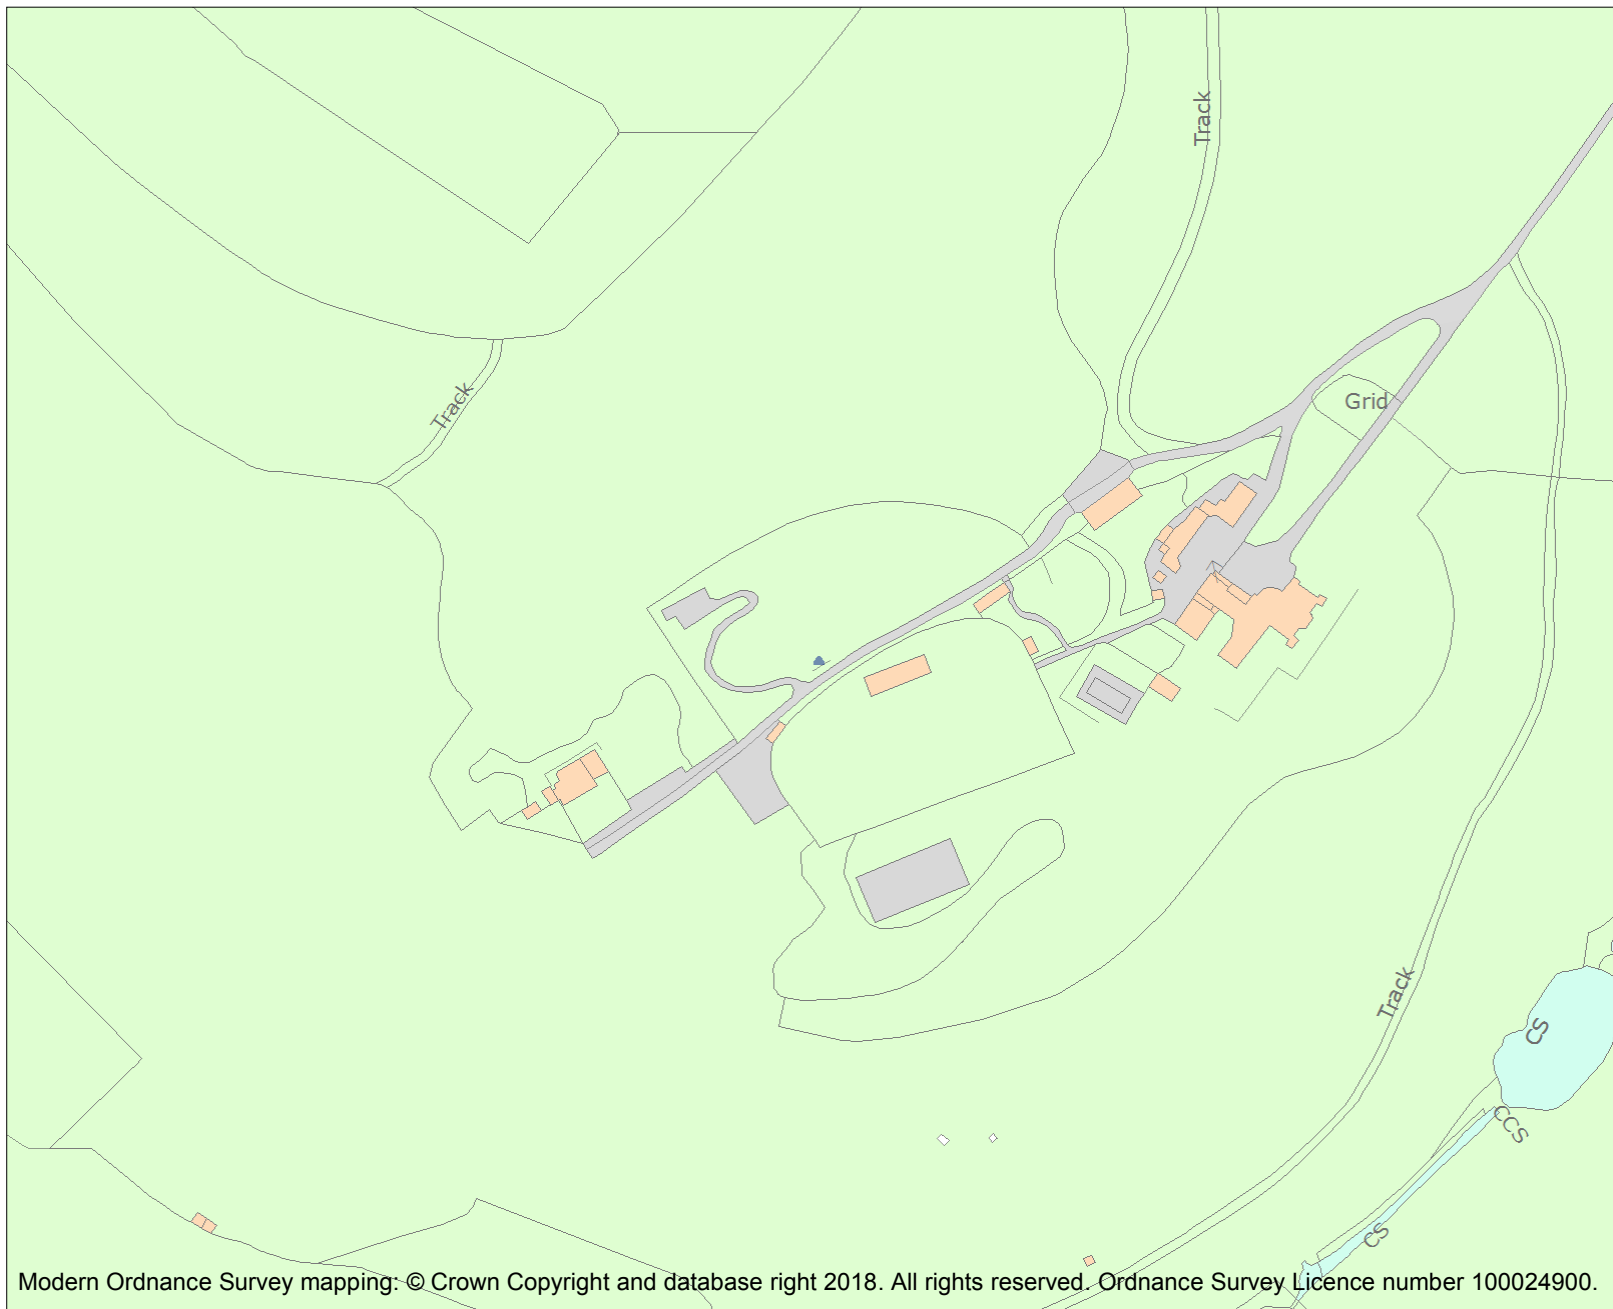 Track
Track
Grid
Track
CS
CCS
CS
Modern Ordnance Survey mapping: © Crown Copyright and database right 2018. All rights reserved. Ordnance Survey Licence number 100024900.